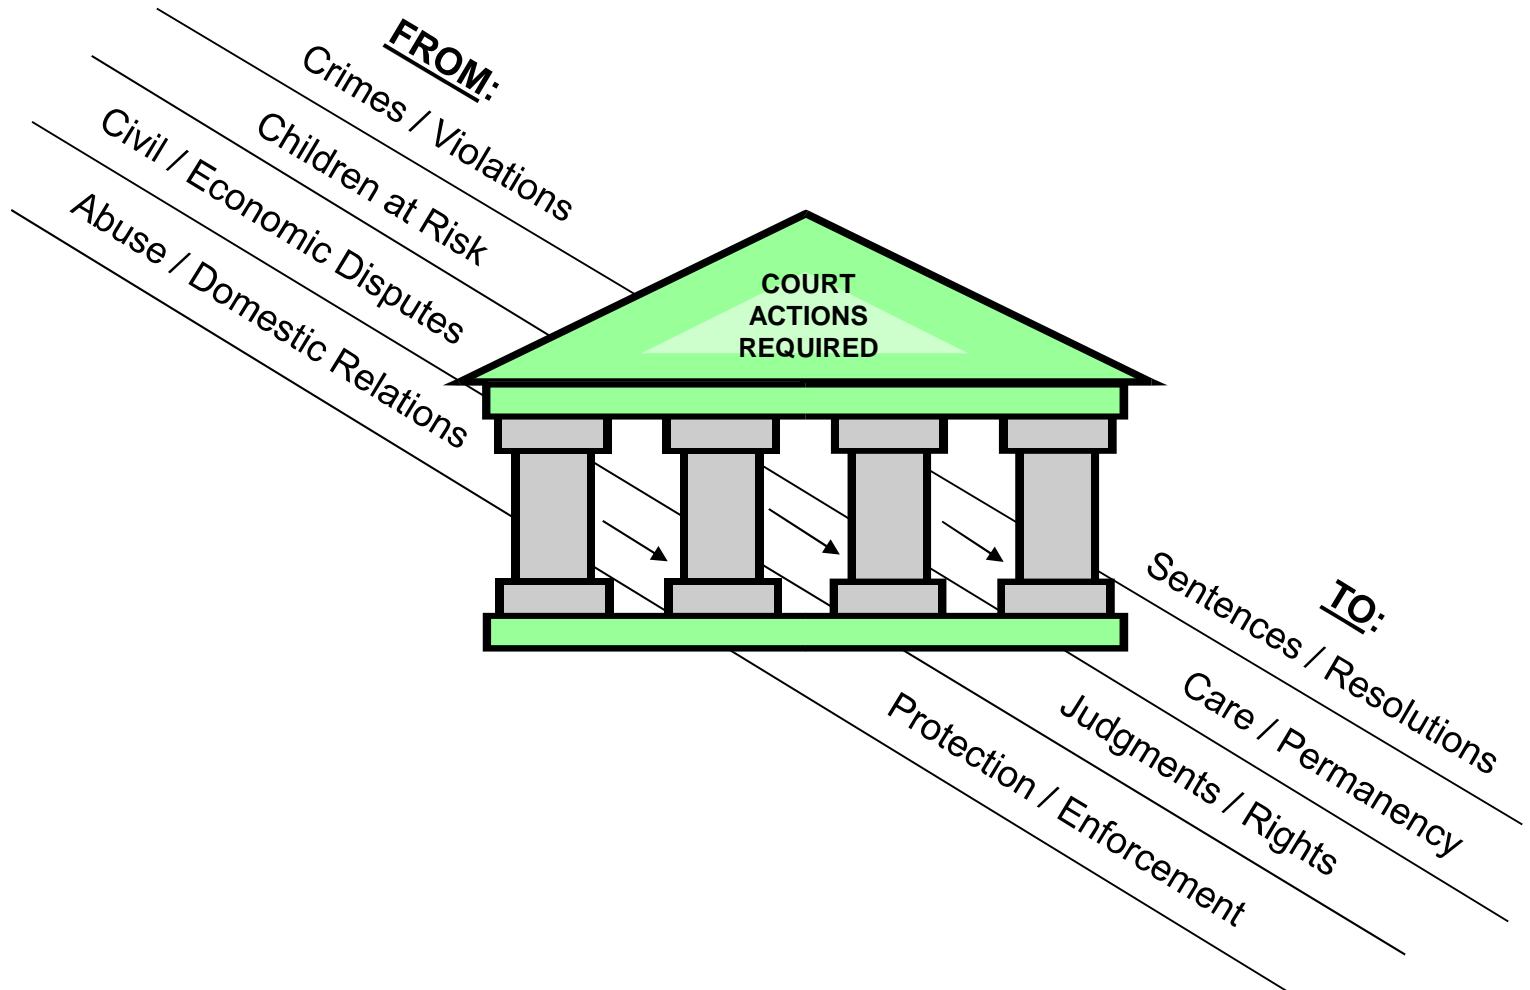 FROM:
Crimes / Violations
Children at Risk
Civil / Economic Disputes
Abuse / Domestic Relations
COURT
ACTIONS
REQUIRED
TO:
Sentences / Resolutions
Care / Permanency
Judgments / Rights
Protection / Enforcement